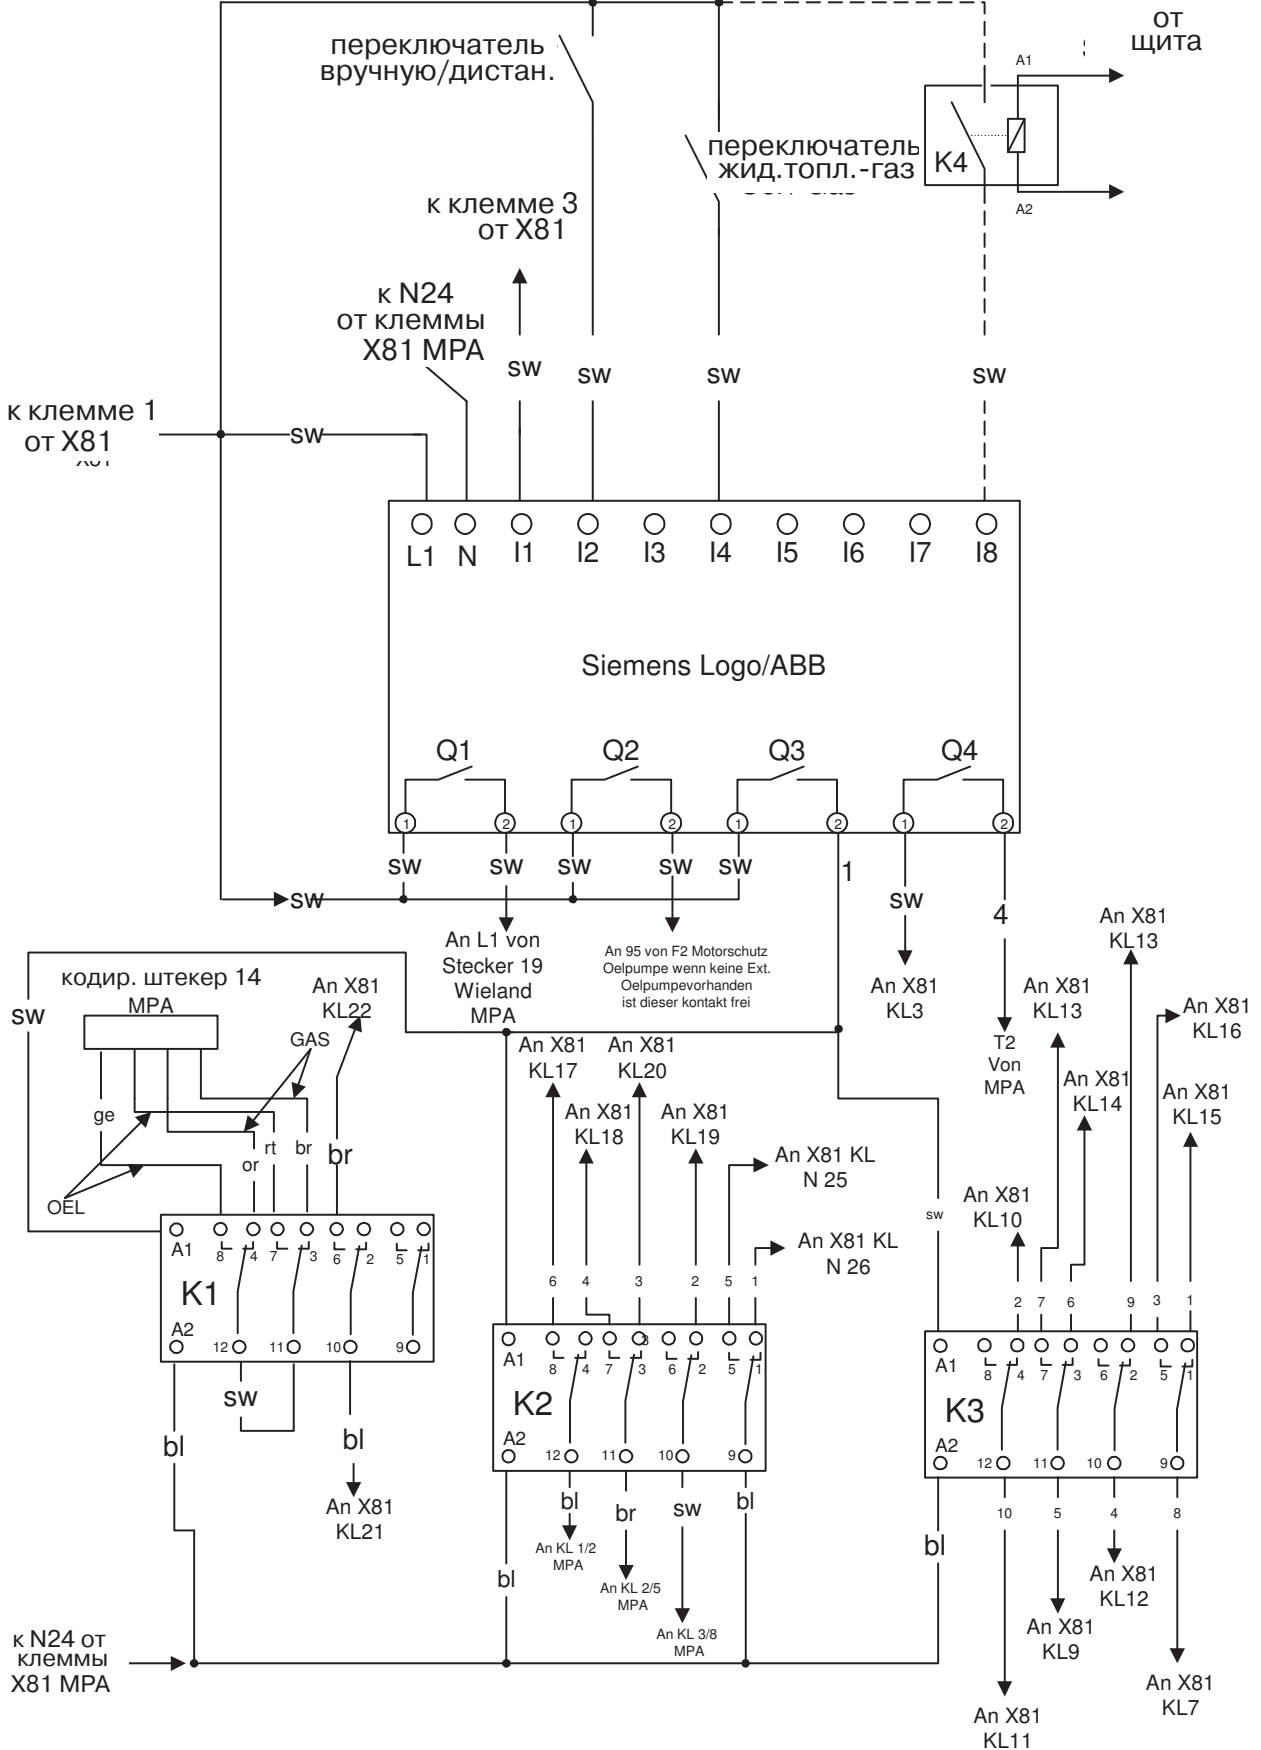 от
щита
переключатель
вручную/дистан.
A1
переключатель
жид.топл.-газ
K4
A2
к клемме 3
от X81
к N24
от клеммы
X81 MPA
sw
sw
sw
sw
к клемме 1
от X81
sw
L1 N I1 I2 I3 I4 I5 I6 I7 I8
Siemens Logo/ABB
Q1 Q2 Q3 Q4
1 2 1 2 1 2 1 2
sw sw sw sw sw 1 sw 4
sw
An L1 von
Stecker 19
Wieland
MPA
An 95 von F2 Motorschutz
Oelpumpe wenn keine Ext.
Oelpumpevorhanden
ist dieser kontakt frei
An X81
KL3
T2
Von
MPA
An X81
KL13
An X81
KL13
An X81
KL14
An X81
KL16
An X81
KL15
An X81
KL10
кодир. штекер 14
MPA
An X81
KL22
GAS
sw
ge
or
rt
br
br
OEL
An X81
KL17
An X81
KL20
An X81
KL18
An X81
KL19
An X81 KL
N 25
An X81 KL
N 26
sw
A1 8 4 7 3 6 2 5 1
K1
A2 12 11 10 9
sw
bl
bl
An X81
KL21
6 4 3 2 5 1
3
A1 8 4 7 3 6 2 5 1
K2
A2 12 11 10 9
bl br sw bl
bl
An KL 1/2
MPA
An KL 2/5
MPA
An KL 3/8
MPA
2 7 6 9 3 1
A1 8 4 7 3 6 2 5 1
K3
A2 12 11 10 9
10 5 4 8
bl
An X81
KL12
An X81
KL9
An X81
KL7
An X81
KL11
к N24 от
клеммы
X81 MPA